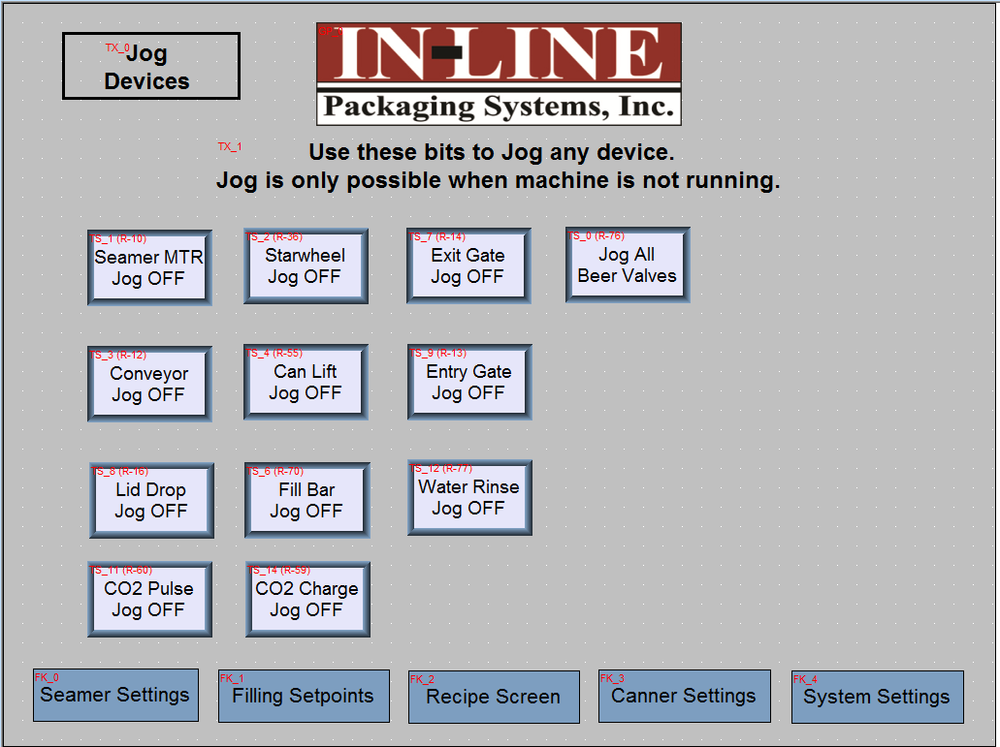 TX_0 Jog
Devices
IN-LINE
Packaging Systems, Inc.
TX_1
Use these bits to Jog any device.
Jog is only possible when machine is not running.
TS_1 (R-10)
Seamer MTR
Jog OFF
TS_2 (R-36)
Starwheel
Jog OFF
TS_7 (R-14)
Exit Gate
Jog OFF
TS_0 (R-76)
Jog All
Beer Valves
TS_3 (R-12)
Conveyor
Jog OFF
TS_4 (R-55)
Can Lift
Jog OFF
TS_9 (R-13)
Entry Gate
Jog OFF
TS_8 (R-16)
Lid Drop
Jog OFF
TS_6 (R-70)
Fill Bar
Jog OFF
TS_12 (R-77)
Water Rinse
Jog OFF
TS_11 (R-60)
CO2 Pulse
Jog OFF
TS_14 (R-59)
CO2 Charge
Jog OFF
FK_0
Seamer Settings
FK_1
Filling Setpoints
FK_2
Recipe Screen
FK_3
Canner Settings
FK_4
System Settings